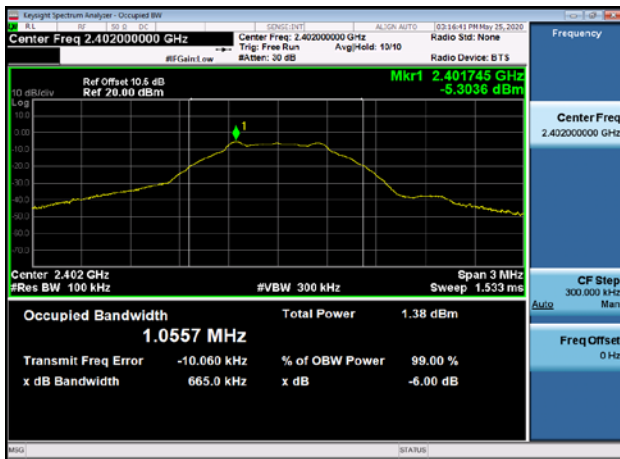 Keysight Spectrum Analyzer - Occupied BW
RL RF 50 Ω DC SENSE:INT ALIGN AUTO 03:16:41 PM May 25, 2020
Center Freq 2.402000000 GHz
Center Freq: 2.402000000 GHz
Radio Std: None
Trig: Free Run Avg|Hold: 10/10
#IFGain:Low #Atten: 30 dB Radio Device: BTS
Frequency
Ref Offset 10.5 dB
10 dB/div Ref 20.00 dBm
Mkr1 2.401745 GHz
-5.3036 dBm
Log
10.0
0.00
-10.0
-20.0
-30.0
-40.0
-50.0
-60.0
-70.0
1
Center Freq
2.402000000 GHz
Center 2.402 GHz Span 3 MHz
#Res BW 100 kHz #VBW 300 kHz Sweep 1.533 ms
CF Step
300.000 kHz
Auto Man
Occupied Bandwidth Total Power 1.38 dBm
1.0557 MHz
Transmit Freq Error -10.060 kHz % of OBW Power 99.00 %
x dB Bandwidth 665.0 kHz x dB -6.00 dB
Freq Offset
0 Hz
MSG STATUS